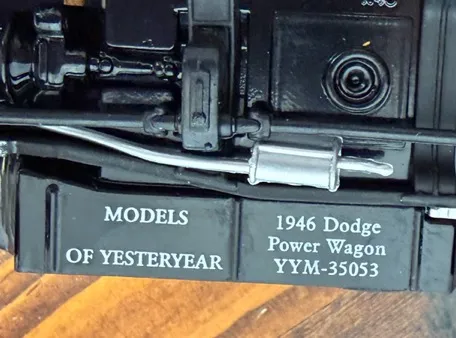 MODELS
OF YESTERYEAR
1946 Dodge
Power Wagon
YYM-35053